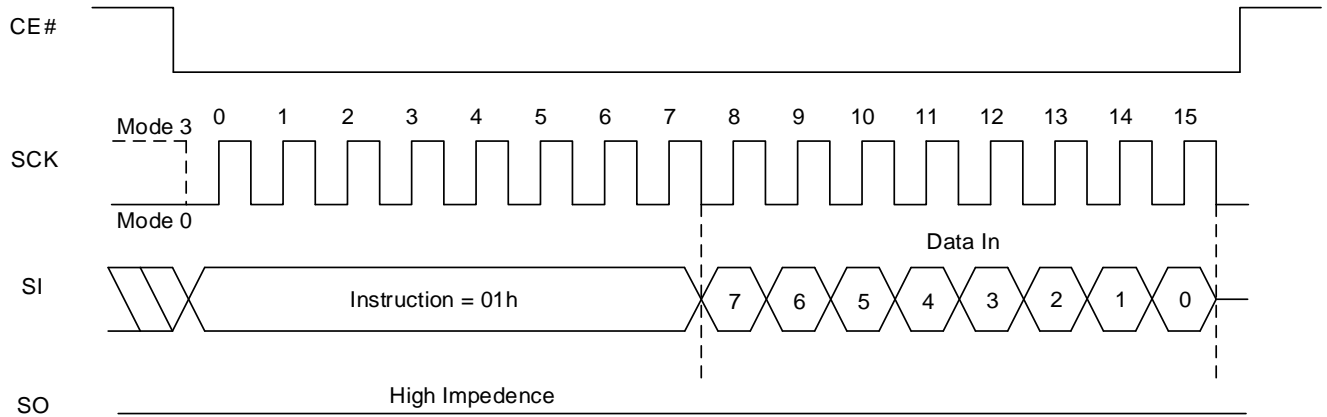 CE#
SCK
Mode 3
Mode 0
0 1 2 3 4 5 6 7 8 9 10 11 12 13 14 15
Data In
SI
Instruction = 01h
7 6 5 4 3 2 1 0
SO
High Impedence